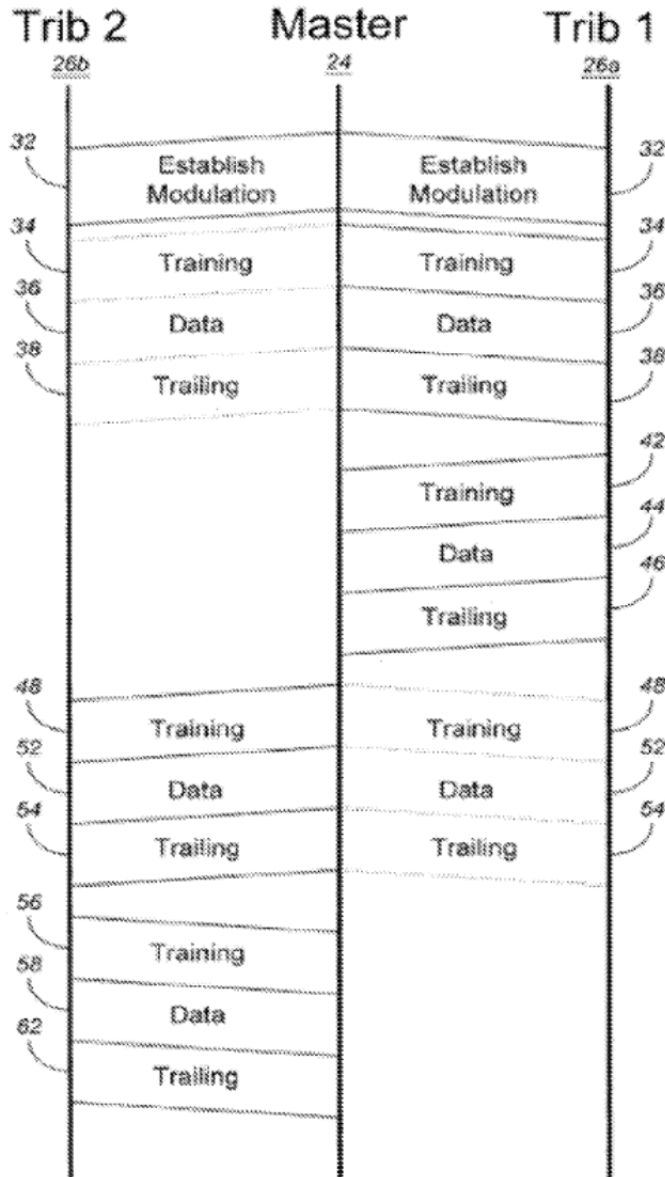 Trib 2 Master Trib 1
26b 24 26a
32 Establish Modulation Establish Modulation 32
34 Training Training 34
36 Data Data 36
38 Trailing Trailing 38
Training 42
Data 44
Trailing 46
48 Training Training 48
52 Data Data 52
54 Trailing Trailing 54
56 Training
58 Data
62 Trailing